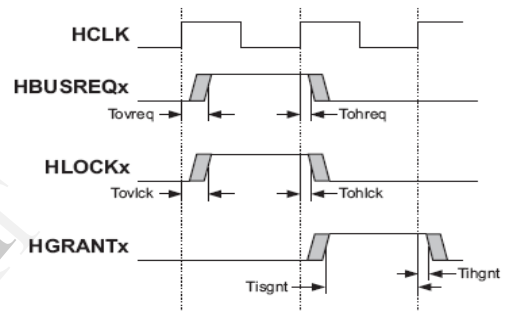 HCLK
HBUSREQx
Tovreq
Tohreq
HLOCKx
Tovlck
Tohlck
HGRANTx
Tisgnt
Tihgnt